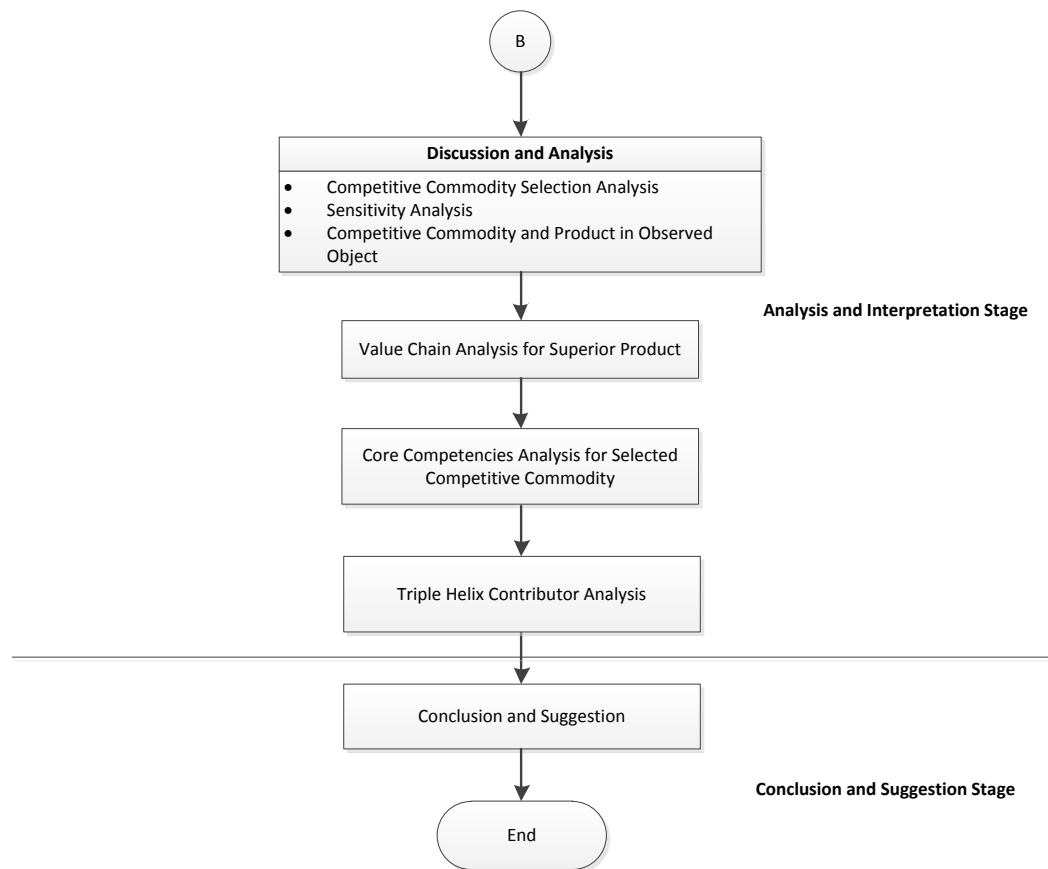 B
Discussion and Analysis
• Competitive Commodity Selection Analysis
• Sensitivity Analysis
• Competitive Commodity and Product in Observed
Object
Analysis and Interpretation Stage
Value Chain Analysis for Superior Product
Core Competencies Analysis for Selected
Competitive Commodity
Triple Helix Contributor Analysis
Conclusion and Suggestion
Conclusion and Suggestion Stage
End